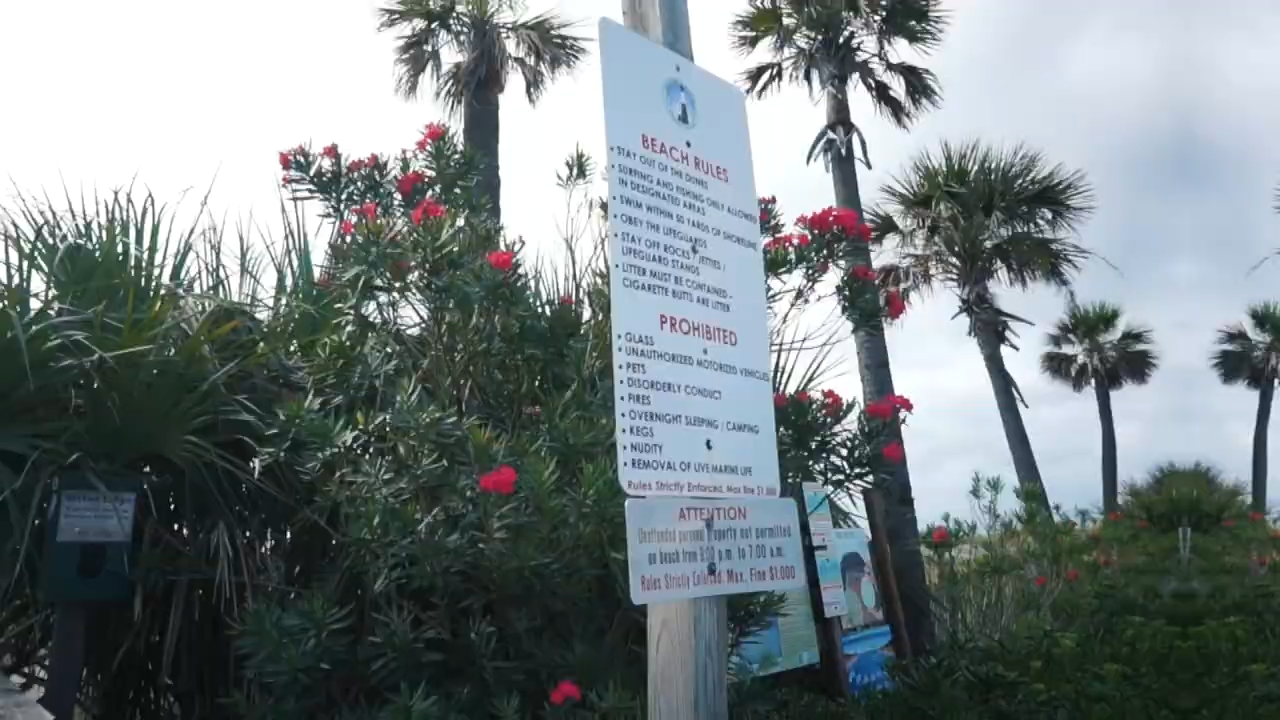 BEACH RULES
• STAY OUT OF THE DUNES
• SURFING AND FISHING ONLY ALLOWED
IN DESIGNATED AREAS
• SWIM WITHIN 50 YARDS OF SHORELINE
• OBEY THE LIFEGUARDS
• STAY OFF ROCKS / JETTIES /
LIFEGUARD STANDS
• LITTER MUST BE CONTAINED -
CIGARETTE BUTTS ARE LITTER
PROHIBITED
• GLASS
• UNAUTHORIZED MOTORIZED VEHICLES
• PETS
• DISORDERLY CONDUCT
• FIRES
• OVERNIGHT SLEEPING / CAMPING
• KEGS
• NUDITY
• REMOVAL OF LIVE MARINE LIFE
Rules Strictly Enforced, Max fine $1,000
ATTENTION
Unattended personal property not permitted
on beach from 9:00 p.m. to 7:00 a.m.
Rules Strictly Enforced. Max. Fine $1,000